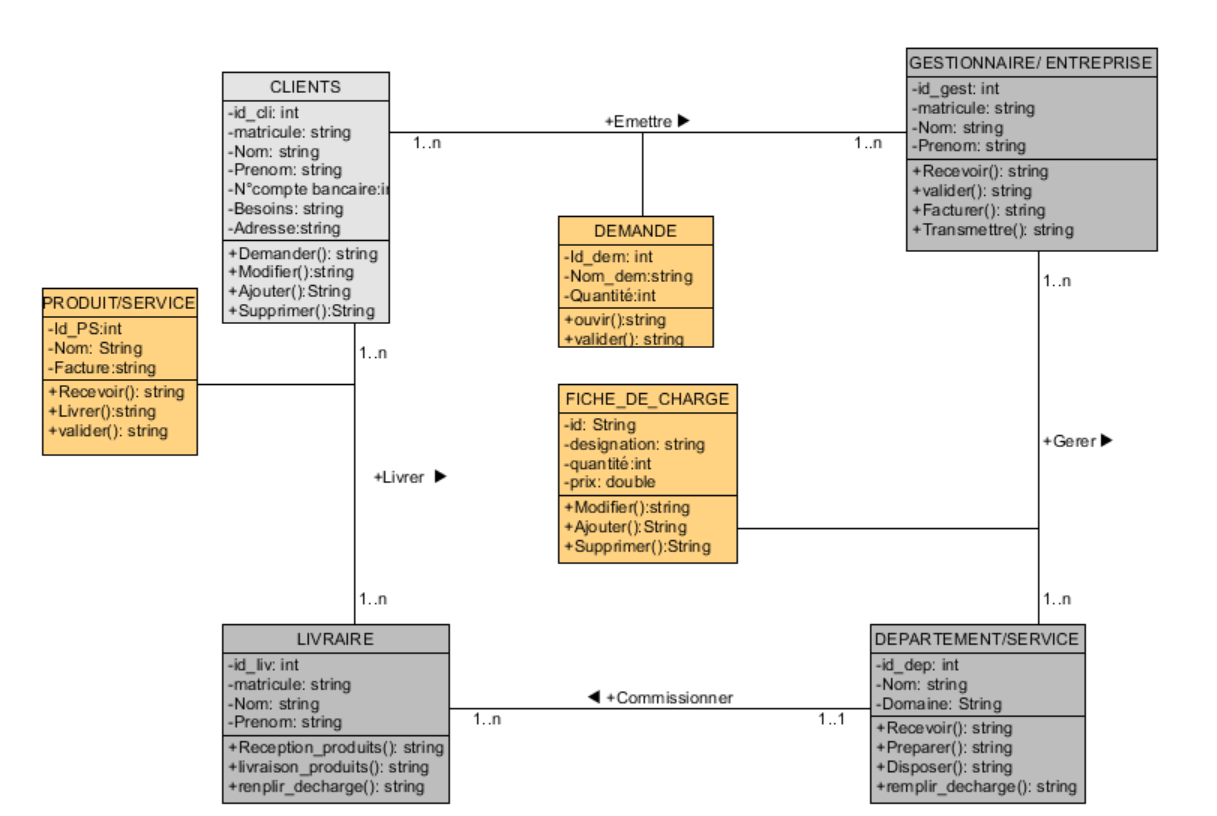 CLIENTS
-id_cli: int
-matricule: string
-Nom: string
-Prenom: string
-N°compte bancaire:in
-Besoins: string
-Adresse:string
+Demander(): string
+Modifier():string
+Ajouter():String
+Supprimer():String
+Emettre ▶
1..n
1..n
GESTIONNAIRE/ ENTREPRISE
-id_gest: int
-matricule: string
-Nom: string
-Prenom: string
+Recevoir(): string
+valider(): string
+Facturer(): string
+Transmettre(): string
DEMANDE
-Id_dem: int
-Nom_dem:string
-Quantité:int
+ouvir():string
+valider(): string
PRODUIT/SERVICE
-Id_PS:int
-Nom: String
-Facture:string
+Recevoir(): string
+Livrer():string
+valider(): string
1..n
+Livrer ▶
1..n
FICHE_DE_CHARGE
-id: String
-designation: string
-quantité:int
-prix: double
+Modifier():string
+Ajouter():String
+Supprimer():String
1..n
+Gerer ▶
1..n
LIVRAIRE
-id_liv: int
-matricule: string
-Nom: string
-Prenom: string
+Reception_produits(): string
+livraison_produits(): string
+renplir_decharge(): string
◀ +Commissionner
1..n
1..1
DEPARTEMENT/SERVICE
-id_dep: int
-Nom: string
-Domaine: String
+Recevoir(): string
+Preparer(): string
+Disposer(): string
+remplir_decharge(): string